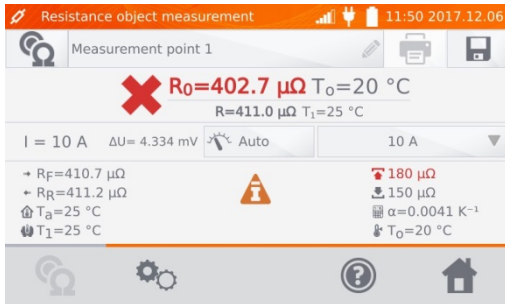 Resistance object measurement 11:50 2017.12.06
Measurement point 1
R₀=402.7 µΩ T₀=20 °C
R=411.0 µΩ T₁=25 °C
I = 10 A ΔU= 4.334 mV Auto 10 A
RF=410.7 µΩ 180 µΩ
RR=411.2 µΩ 150 µΩ
Ta=25 °C α=0.0041 K⁻¹
T1=25 °C T₀=20 °C